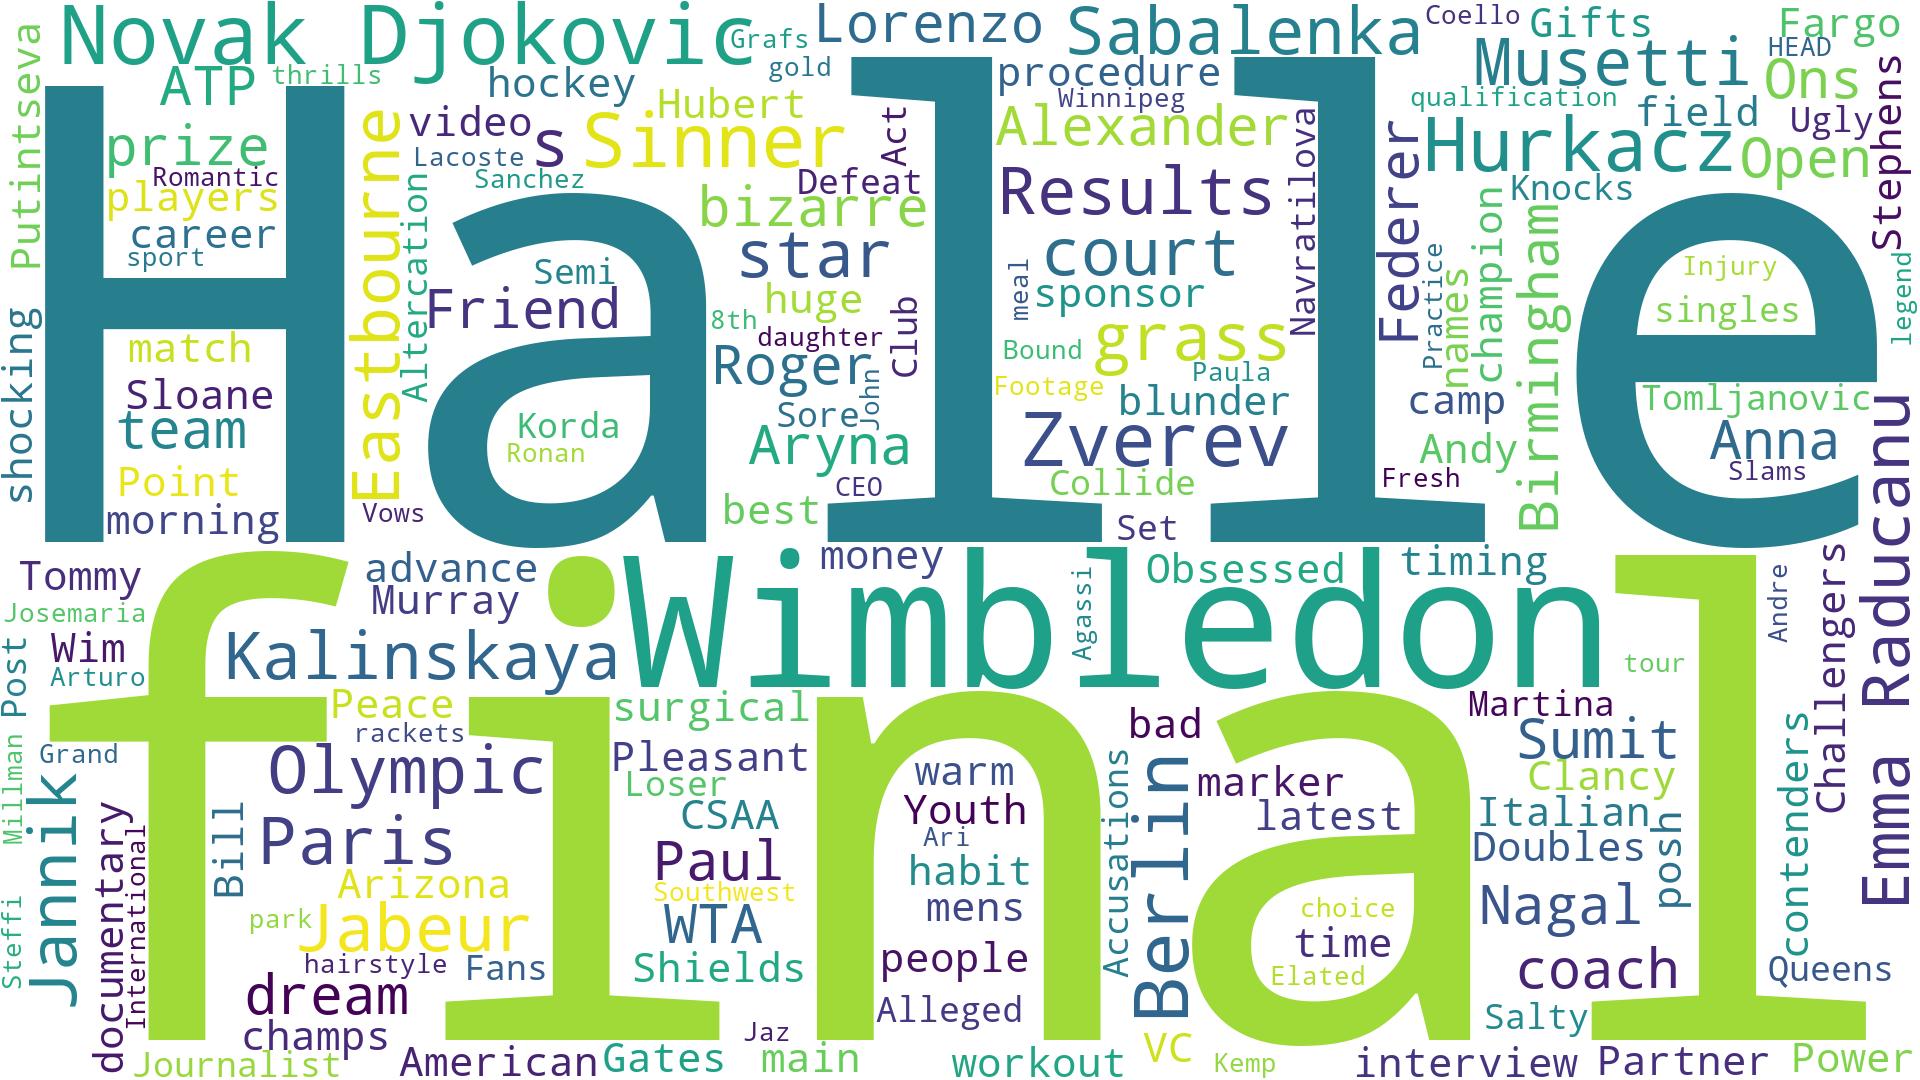 Novak Djokovic
Grafs
Lorenzo
Sabalenka
Coello
Gifts
Fargo
ATP
thrills
hockey
gold
procedure
Musetti
HEAD
Ons
Putintseva
prize
Hubert
video
s
Sinner
Act
Winnipeg
Alexander
qualification
field
Ugly
Stephens
Halle
Lacoste
Romantic
players
Sanchez
Defeat
Results
Navratilova
Federer
Hurkacz
Open
Knocks
career
sport
Eastbourne
Altercation
bizarre
star
court
names
champion
Birmingham
Semi
Friend
huge
8th
daughter
Club
meal
sponsor
Practice
Injury
singles
legend
shocking
match
Sloane
team
Point
morning
Korda
Ronan
Roger
Sore
John
Aryna
best
CEO
Bound
grass
Footage
Paula
blunder
Zverev
Collide
Set
camp
Andy
Fresh
Tomljanovic
Anna
Slams
Vows
Tommy
Josemaria
advance
Murray
money
Obsessed
timing
Wimbledon
Agassi
Andre
Challengers
Emma Raducanu
Post
Wim
Arturo
Kalinskaya
tour
final
Peace
rackets
surgical
Pleasant
Loser
bad
Martina
Sumit
Clancy
contenders
Grand
Millman
Jannik
Olympic
Paris
CSAA
warm
Youth
Ari
Accusations
Berlin
marker
latest
Italian
Doubles
posh
documentary
International
Bill
Arizona
park
Jabeur
Paul
Southwest
WTA
habit
mens
choice
time
Elated
Nagal
Steffi
hairstyle
Fans
Shields
people
coach
Queens
dream
champs
Alleged
Salty
Journalist
American
Gates
Jaz
main
workout
VC
Kemp
interview
Partner
Power